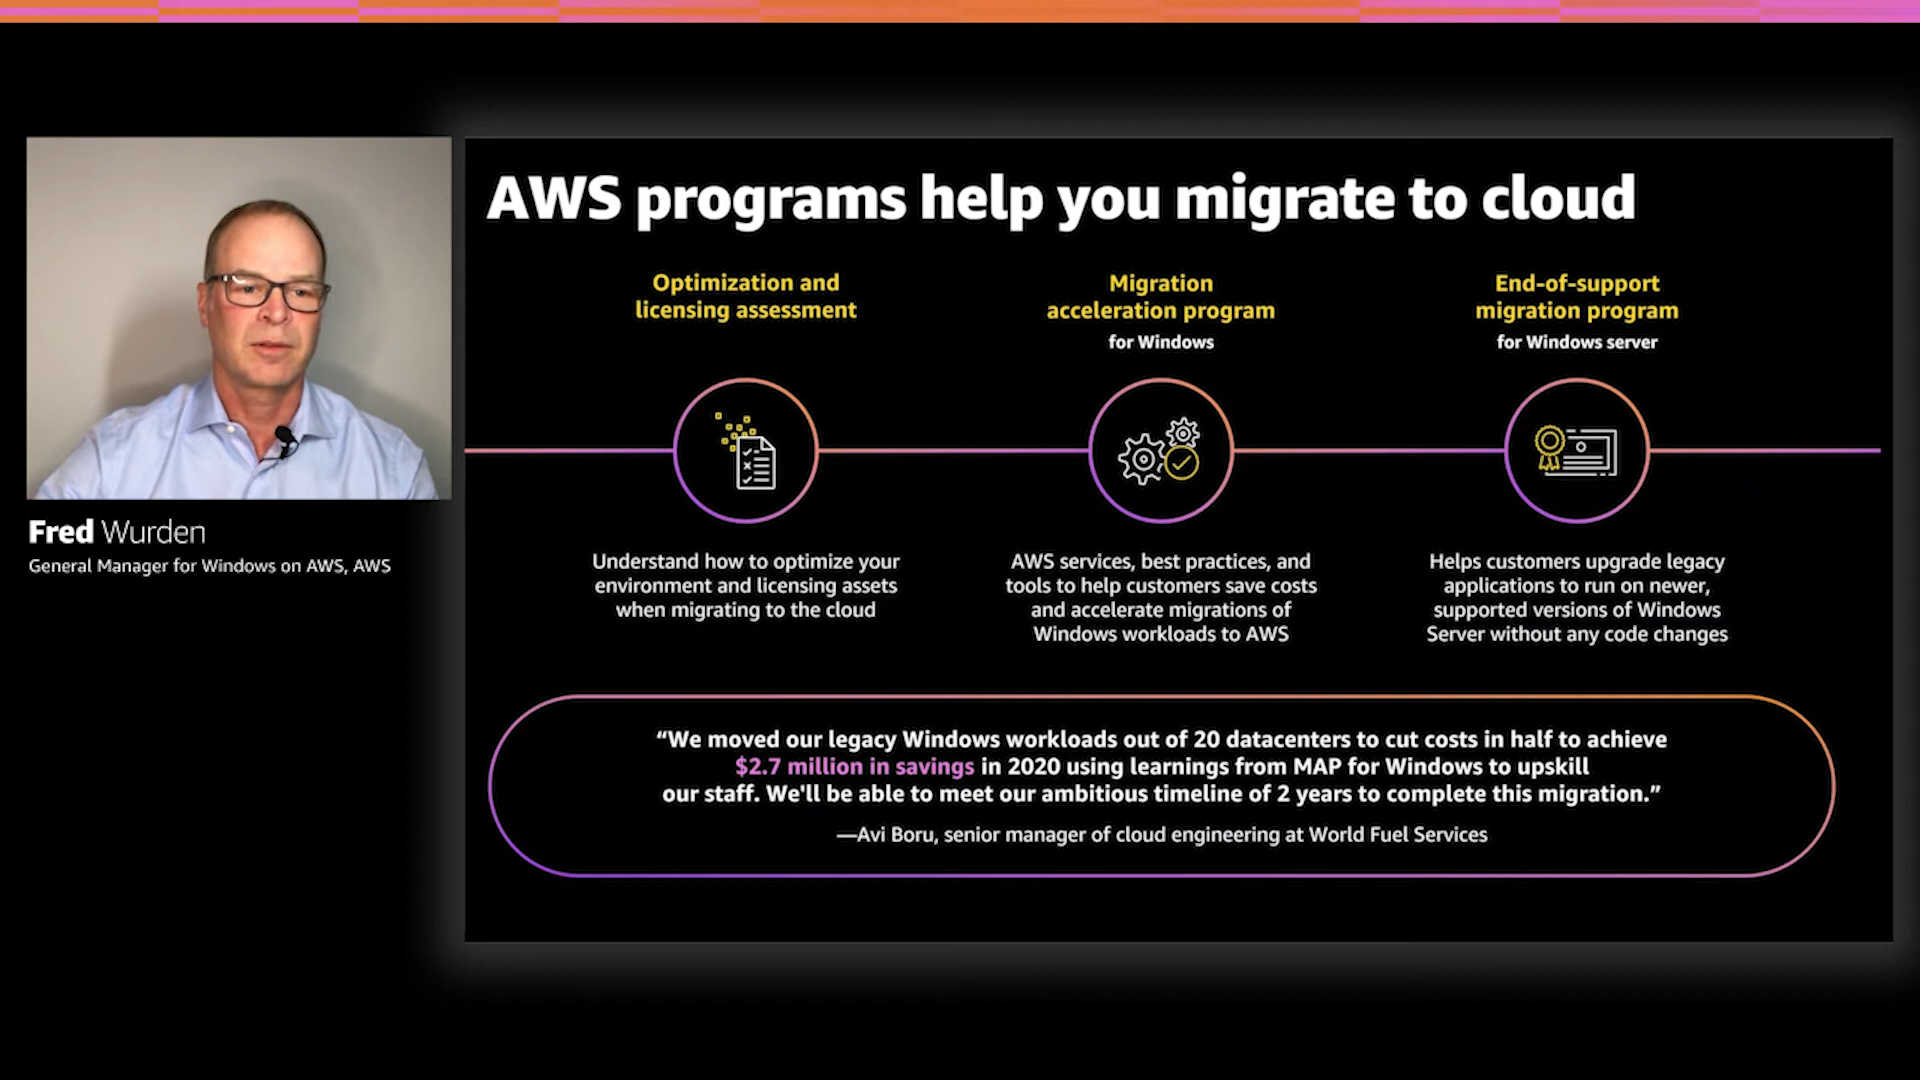 AWS programs help you migrate to cloud
Optimization and
licensing assessment
Migration
acceleration program
for Windows
End-of-support
migration program
for Windows server
Understand how to optimize your
environment and licensing assets
when migrating to the cloud
AWS services, best practices, and
tools to help customers save costs
and accelerate migrations of
Windows workloads to AWS
Helps customers upgrade legacy
applications to run on newer,
supported versions of Windows
Server without any code changes
“We moved our legacy Windows workloads out of 20 datacenters to cut costs in half to achieve
$2.7 million in savings in 2020 using learnings from MAP for Windows to upskill
our staff. We'll be able to meet our ambitious timeline of 2 years to complete this migration.”
—Avi Boru, senior manager of cloud engineering at World Fuel Services
Fred Wurden
General Manager for Windows on AWS, AWS